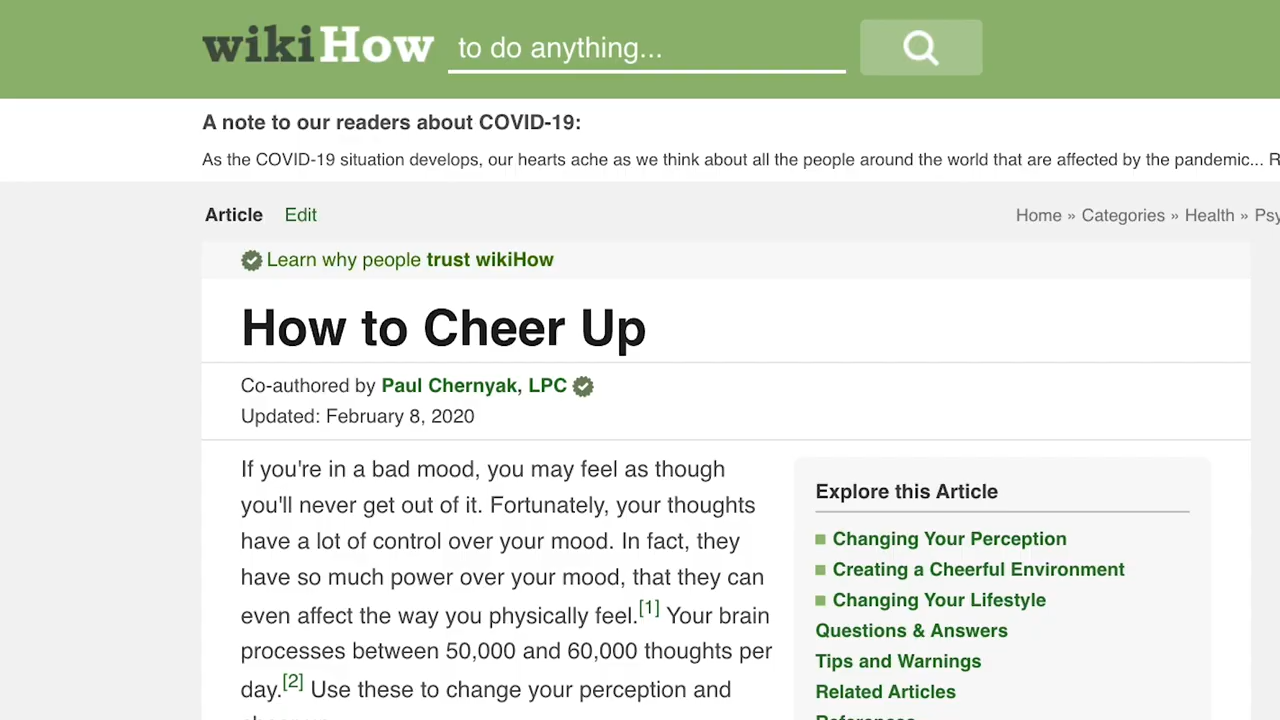 wikiHow to do anything...
A note to our readers about COVID-19:
As the COVID-19 situation develops, our hearts ache as we think about all the people around the world that are affected by the pandemic...
Article Edit Home » Categories » Health »
Learn why people trust wikiHow
How to Cheer Up
Co-authored by Paul Chernyak, LPC
Updated: February 8, 2020
If you're in a bad mood, you may feel as though
you'll never get out of it. Fortunately, your thoughts
have a lot of control over your mood. In fact, they
have so much power over your mood, that they can
even affect the way you physically feel.[1] Your brain
processes between 50,000 and 60,000 thoughts per
day.[2] Use these to change your perception and
Explore this Article
Changing Your Perception
Creating a Cheerful Environment
Changing Your Lifestyle
Questions & Answers
Tips and Warnings
Related Articles